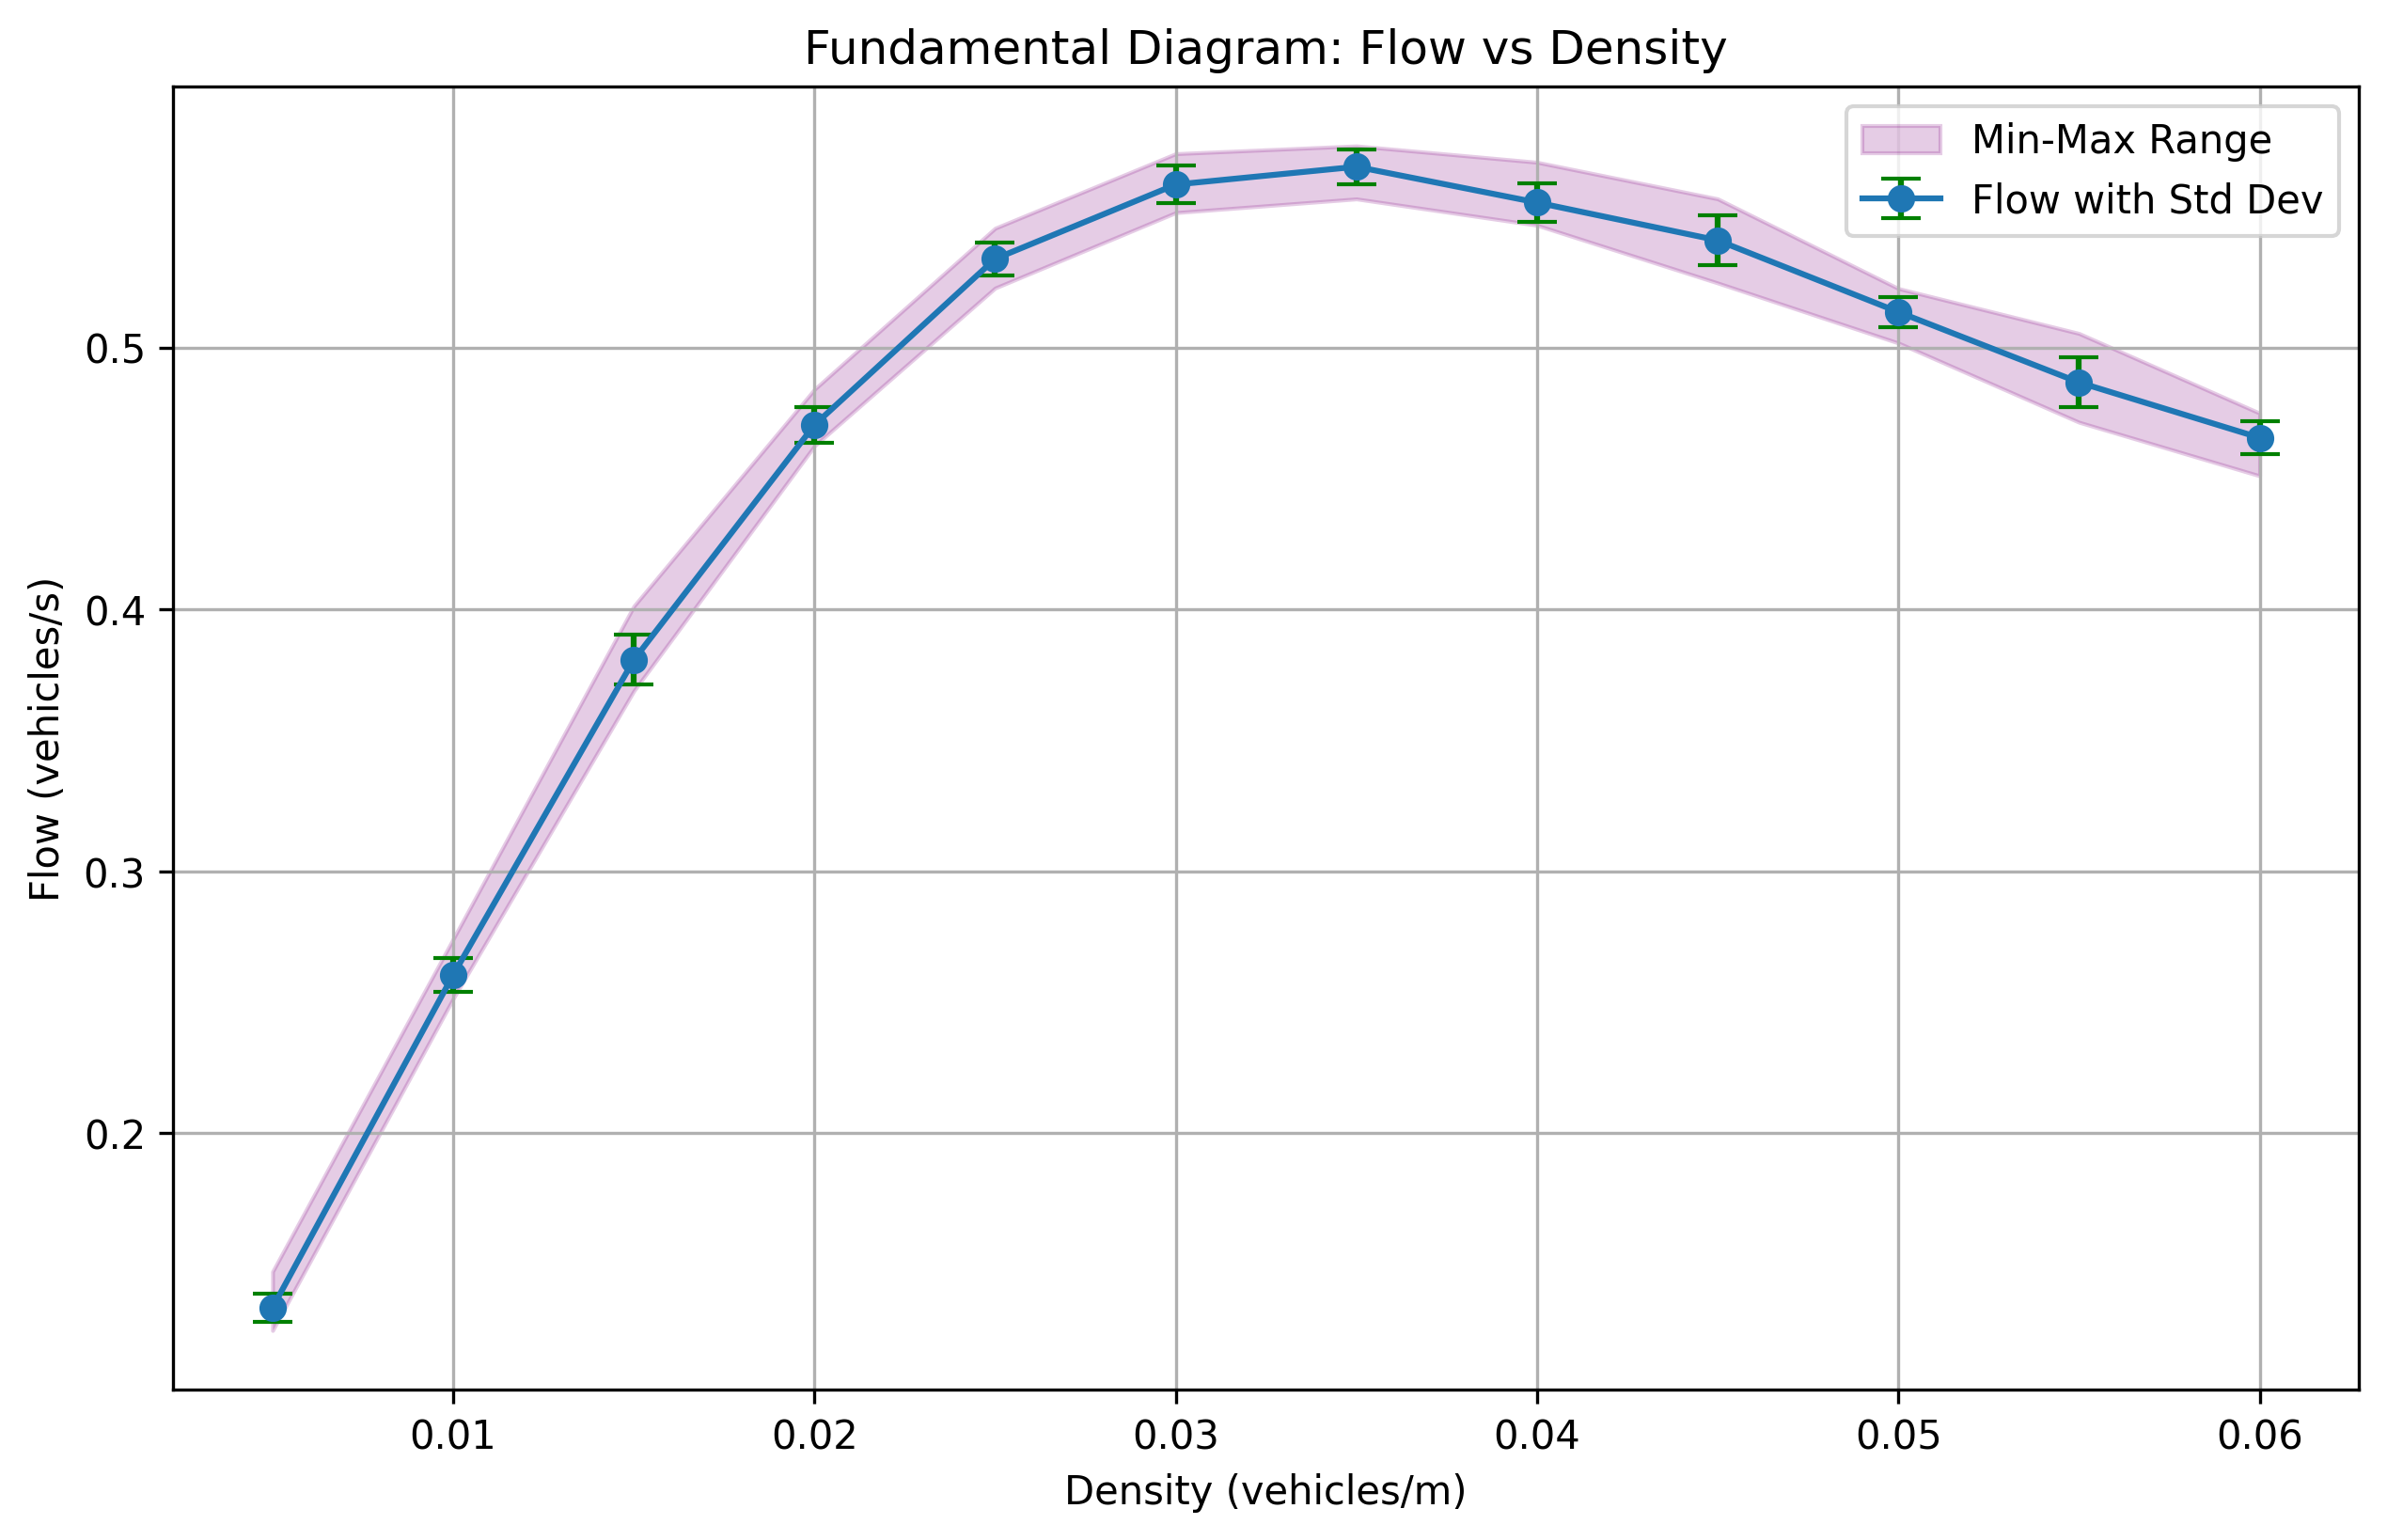 Fundamental Diagram: Flow vs Density
Min-Max Range
Flow with Std Dev
Flow (vehicles/s)
0.5
0.4
0.3
0.2
0.01 0.02 0.03 0.04 0.05 0.06
Density (vehicles/m)